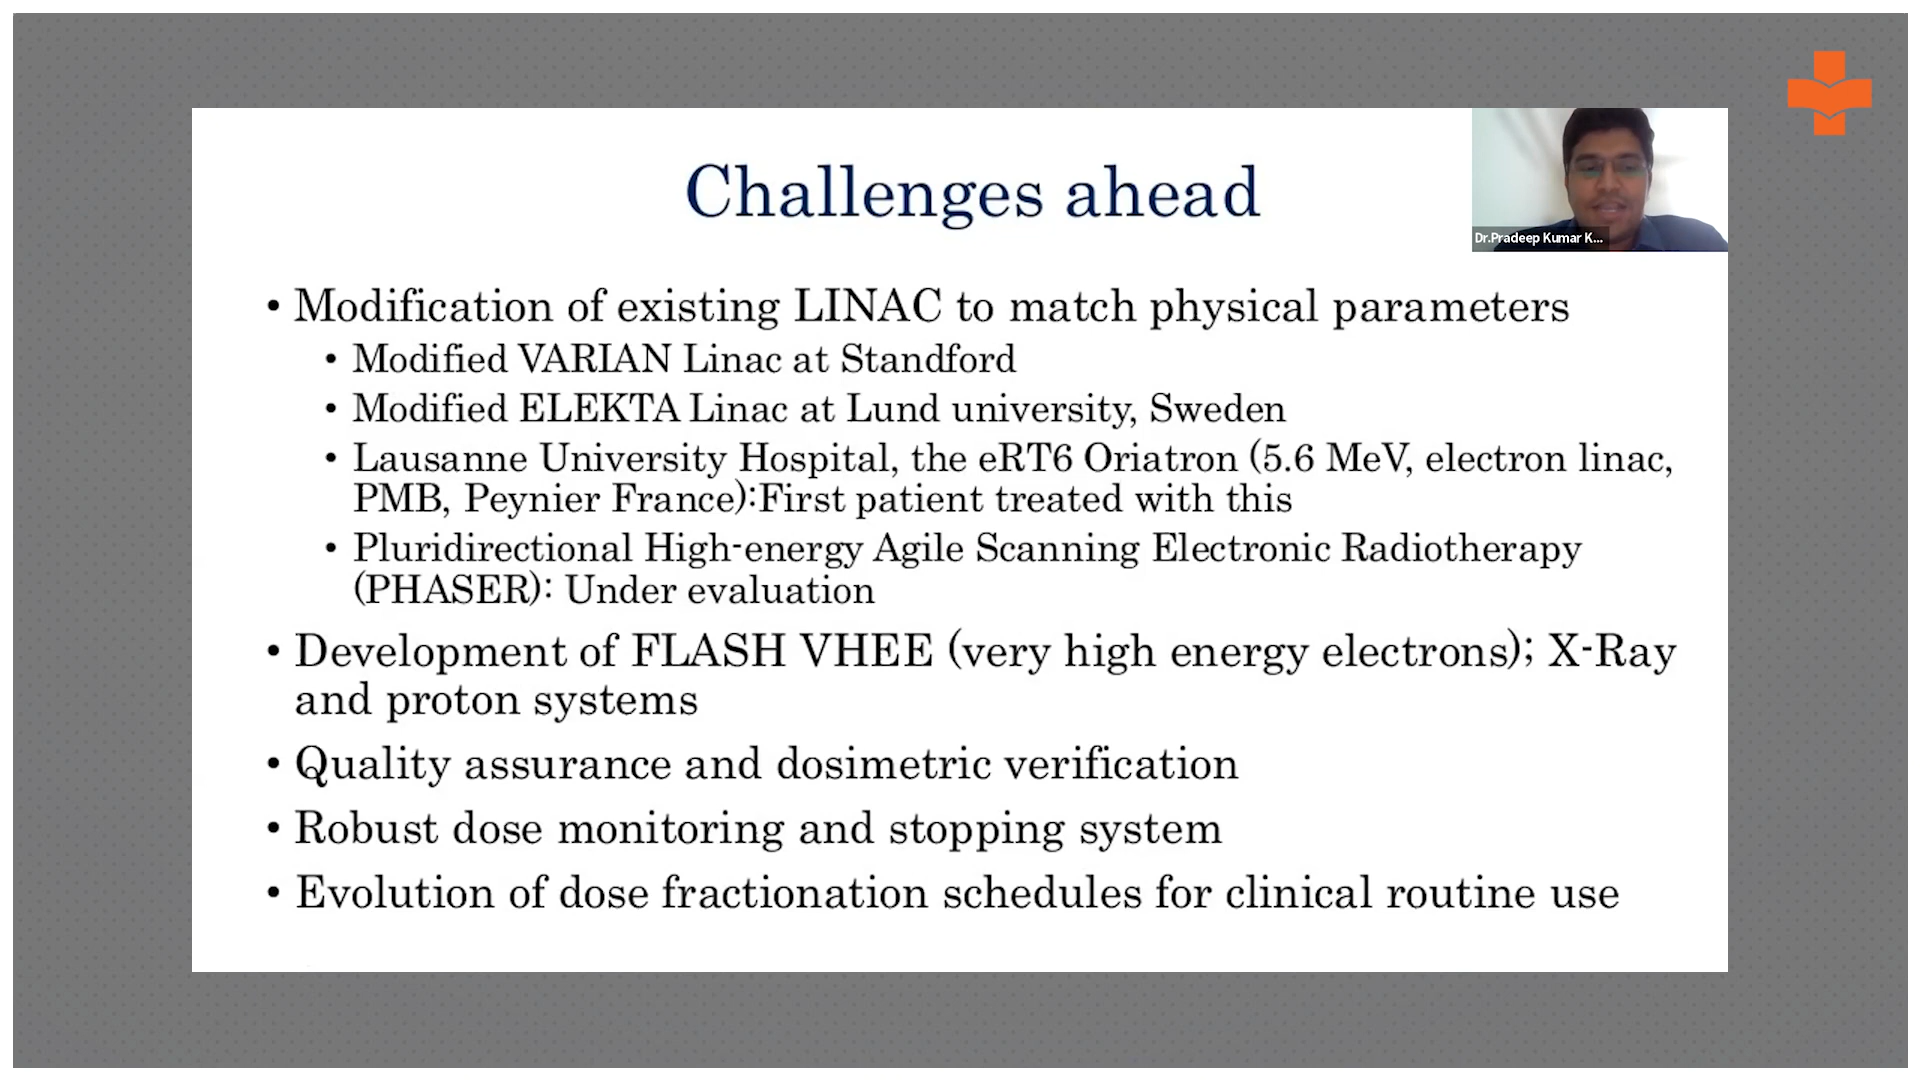 Challenges ahead
Dr.Pradeep Kumar K...
• Modification of existing LINAC to match physical parameters
• Modified VARIAN Linac at Standford
• Modified ELEKTA Linac at Lund university, Sweden
• Lausanne University Hospital, the eRT6 Oriatron (5.6 MeV, electron linac,
PMB, Peynier France):First patient treated with this
• Pluridirectional High-energy Agile Scanning Electronic Radiotherapy
(PHASER): Under evaluation
• Development of FLASH VHEE (very high energy electrons); X-Ray
and proton systems
• Quality assurance and dosimetric verification
• Robust dose monitoring and stopping system
• Evolution of dose fractionation schedules for clinical routine use